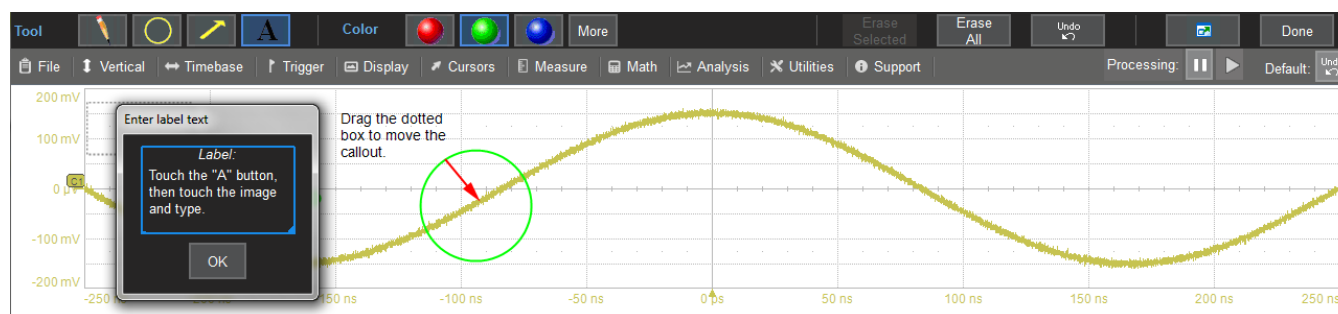 Tool
A
Color
More
Erase Selected
Erase All
Undo
Done
File
Vertical
Timebase
Trigger
Display
Cursors
Measure
Math
Analysis
Utilities
Support
Processing:
Default:
200 mV
100 mV
-100 mV
-200 mV
C1
Enter label text
Label:
Touch the "A" button,
then touch the image
and type.
OK
Drag the dotted
box to move the
callout.
-250
50 ns
-100 ns
-50 ns
0 ps
50 ns
100 ns
150 ns
200 ns
250 ns